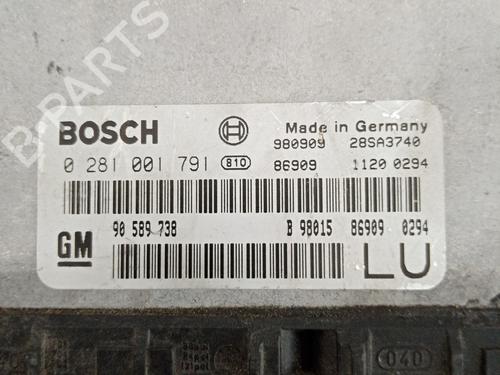 B-PARTS
BOSCH
Made in Germany
980909 28SA3740
0 281 001 791 810 86909 1120 0294
90 589 738 B 98015 86909 0294
GM LU
Bosch
040